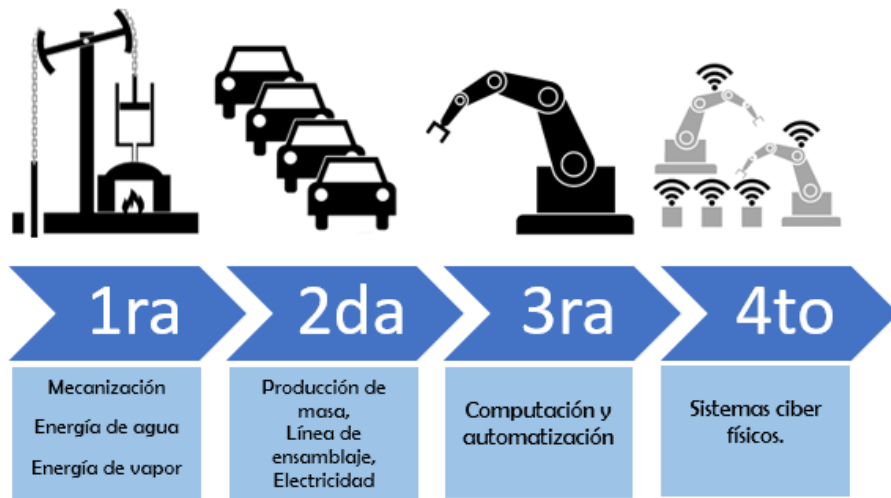 1ra
2da
3ra
4to
Mecanización
Energía de agua
Energía de vapor
Producción de
masa,
Línea de
ensamblaje,
Electricidad
Computación y
automatización
Sistemas ciber
físicos.